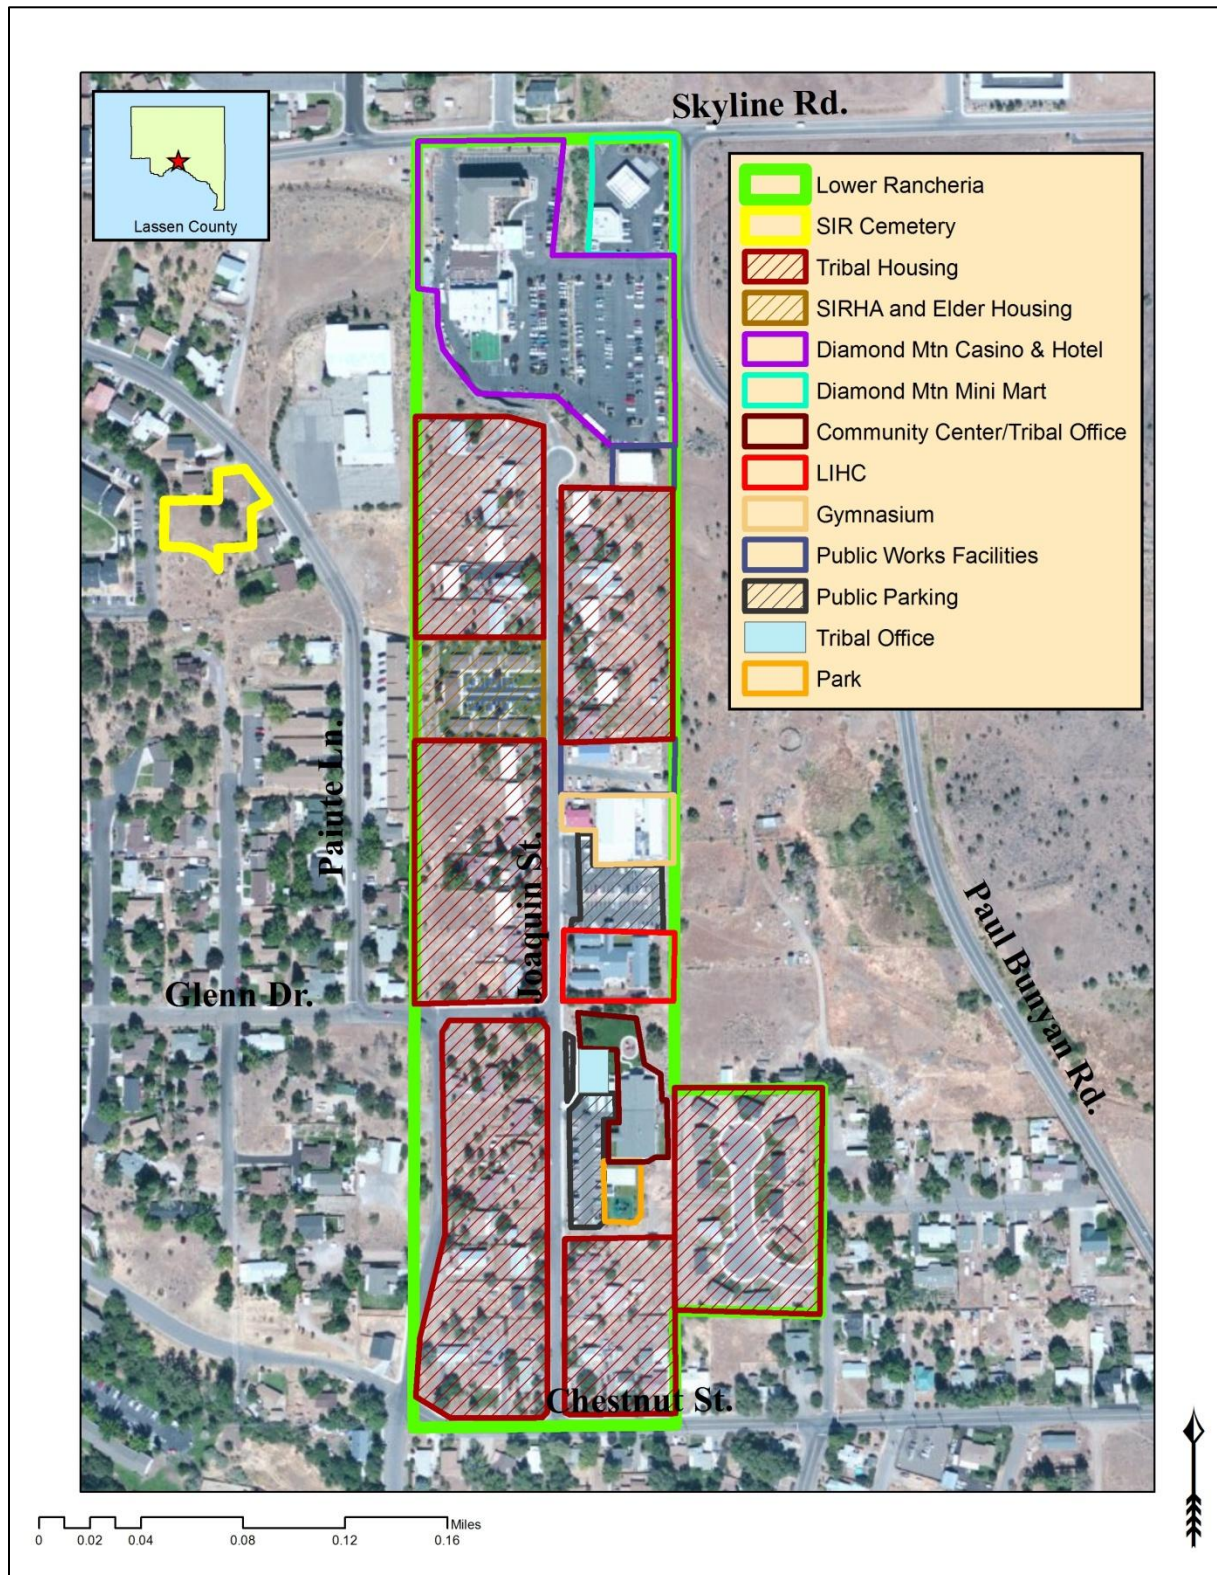 Skyline Rd.
Lassen County
Lower Rancheria
SIR Cemetery
Tribal Housing
SIRHA and Elder Housing
Diamond Mtn Casino & Hotel
Diamond Mtn Mini Mart
Community Center/Tribal Office
LIHC
Gymnasium
Public Works Facilities
Public Parking
Tribal Office
Park
Paiute Ln.
Joaquin St.
Paul Bunyan Rd.
Glenn Dr.
Chestnut St.
Miles
0 0.02 0.04 0.08 0.12 0.16